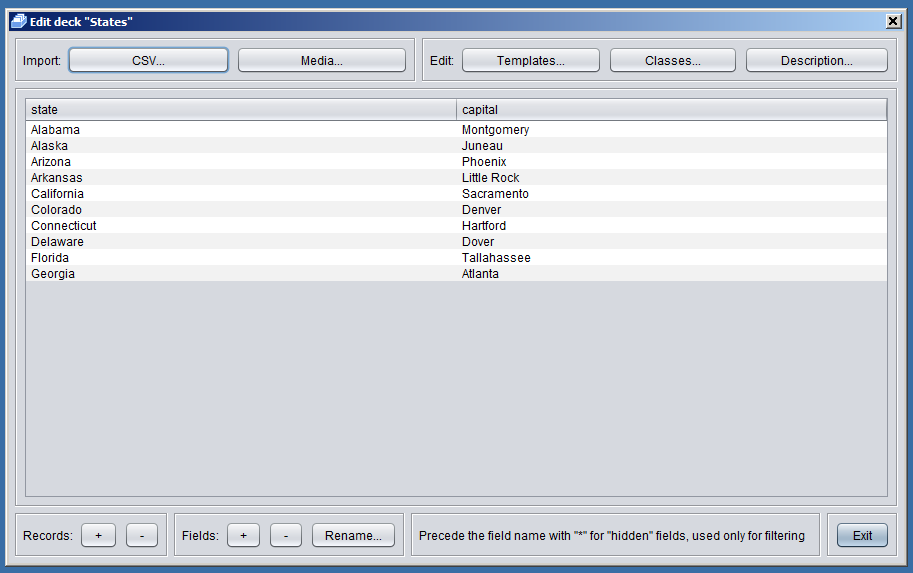 Edit deck "States"
Import: CSV... Media... Edit: Templates... Classes... Description...
state capital
Alabama Montgomery
Alaska Juneau
Arizona Phoenix
Arkansas Little Rock
California Sacramento
Colorado Denver
Connecticut Hartford
Delaware Dover
Florida Tallahassee
Georgia Atlanta
Records: + - Fields: + - Rename... Precede the field name with "*" for "hidden" fields, used only for filtering Exit